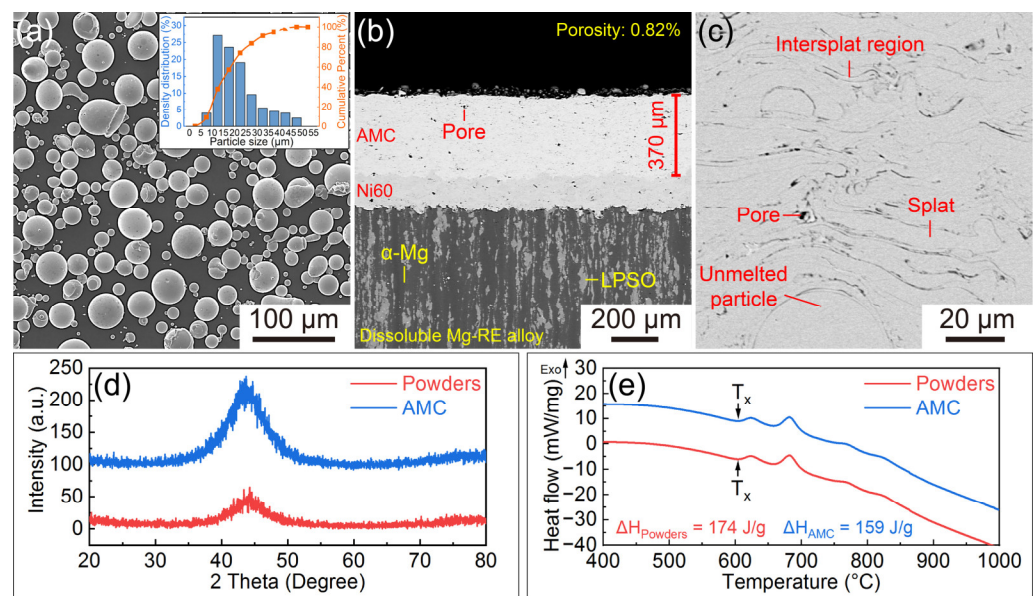 (a)
Density distribution (%)
30
25
20
15
10
5
0
100
80
60
40
20
0
Cumulative Percent (%)
0 5 10 15 20 25 30 35 40 45 50 55
Particle size (μm)
100 μm
(b)
Porosity: 0.82%
AMC
Pore
370 μm
Ni60
α-Mg
LPSO
Dissoluble Mg-RE alloy
200 μm
(c)
Intersplat region
Pore
Splat
Unmelted
particle
20 μm
(d)
Intensity (a.u.)
250
200
150
100
50
0
Powders
AMC
20 30 40 50 60 70 80
2 Theta (Degree)
(e)
Exo
Heat flow (mW/mg)
30
20
10
0
−10
−20
−30
−40
Tx
Tx
Powders
AMC
ΔHPowders = 174 J/g ΔHAMC = 159 J/g
400 500 600 700 800 900 1000
Temperature (°C)